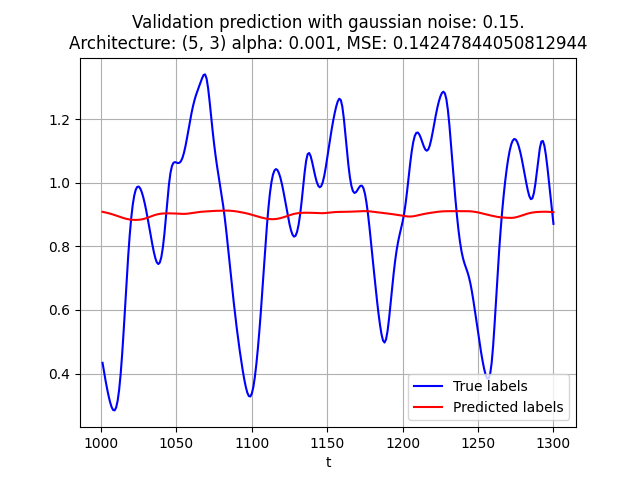 Validation prediction with gaussian noise: 0.15.
Architecture: (5, 3) alpha: 0.001, MSE: 0.14247844050812944
1.2
1.0
0.8
0.6
0.4
True labels
Predicted labels
1000 1050 1100 1150 1200 1250 1300
t